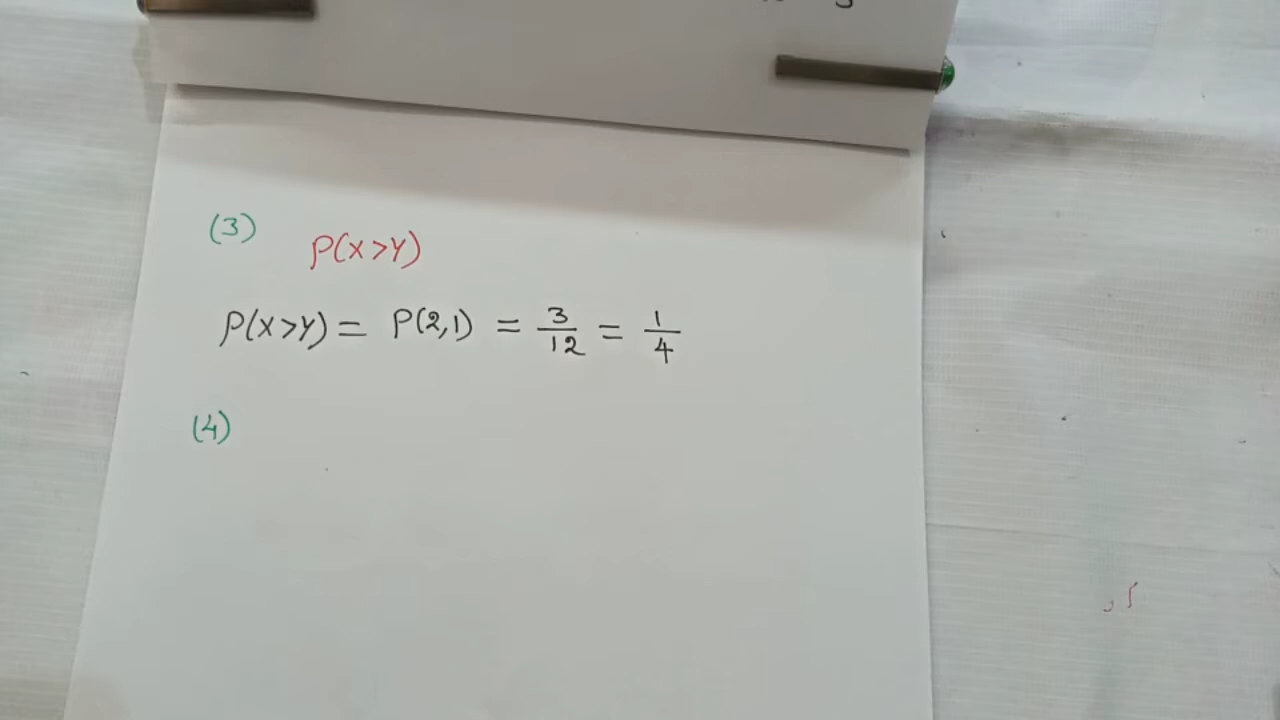 (3) P(X>Y)
P(X>Y) = P(2,1) = 3/12 = 1/4
(4)